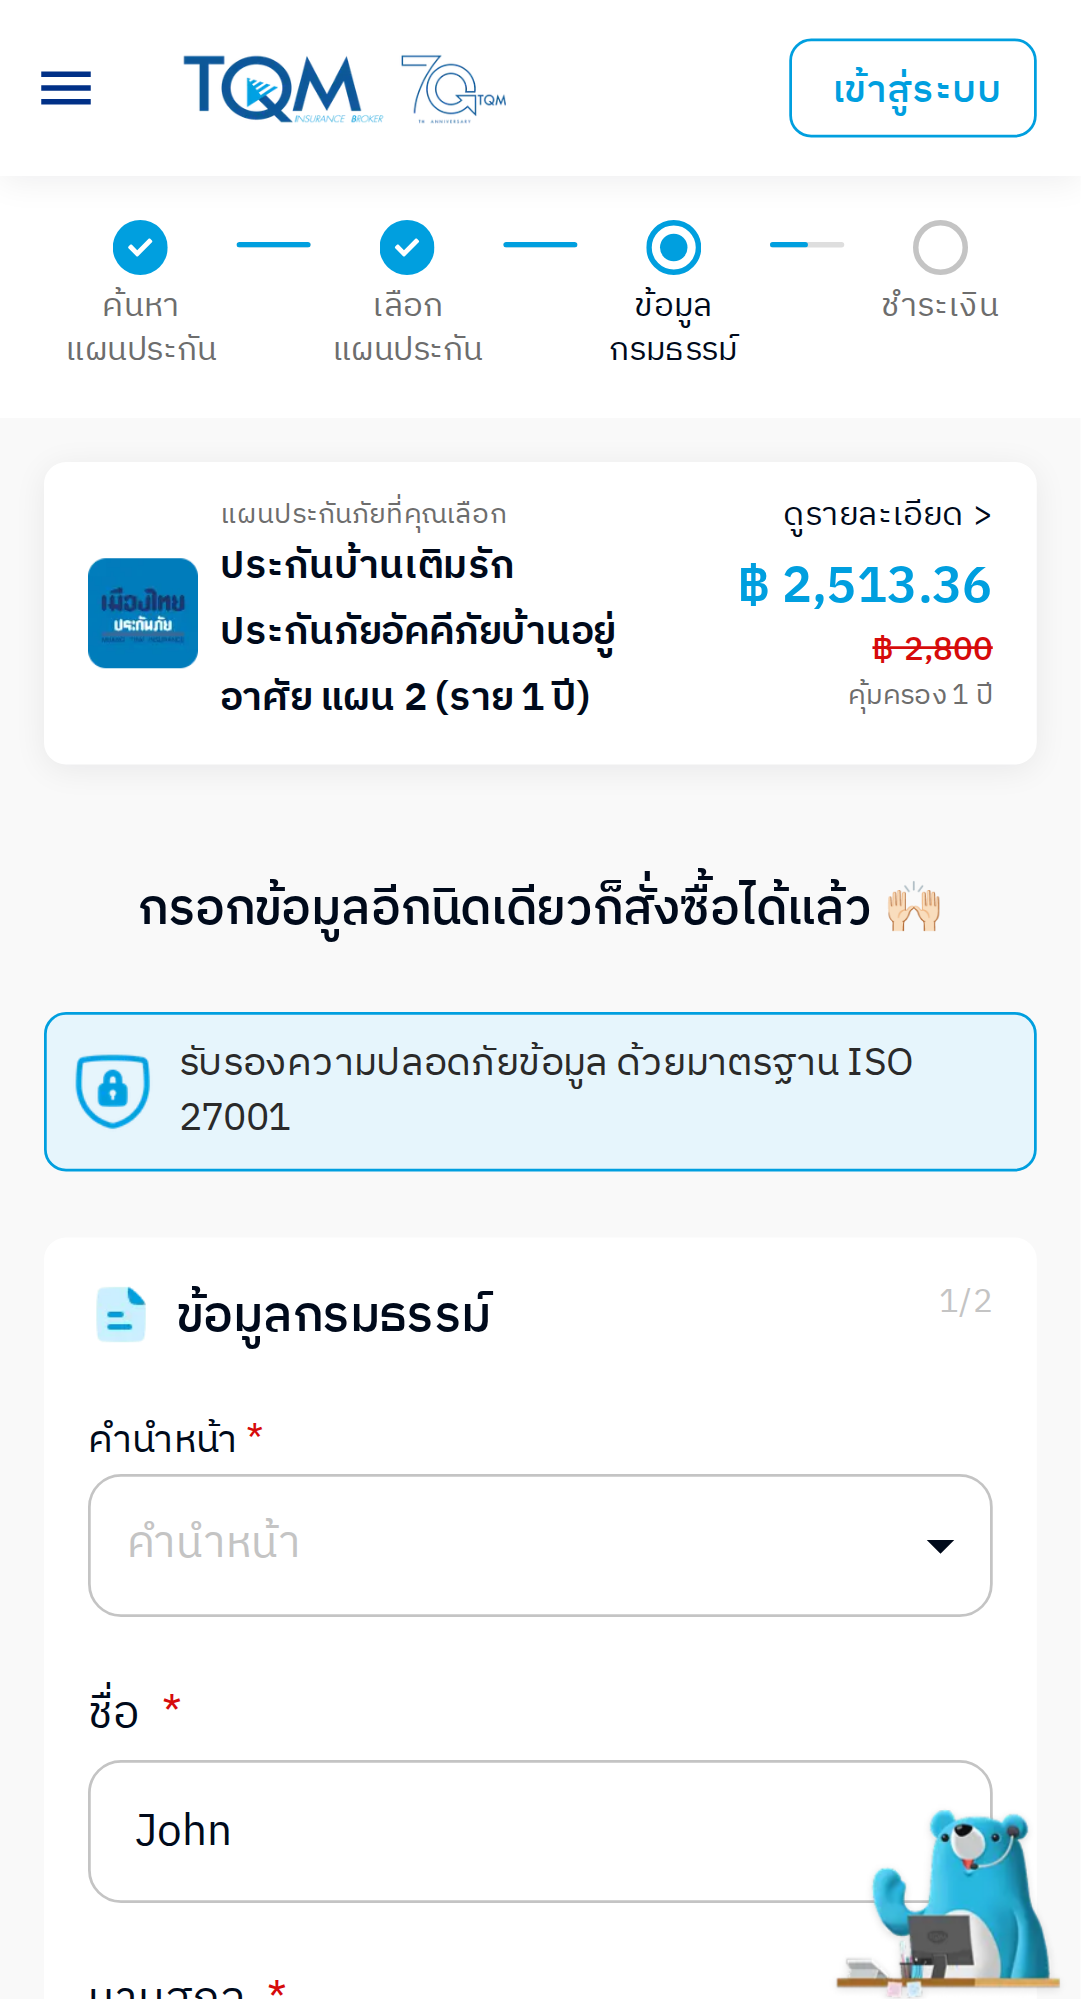 TQM
INSURANCE BROKER
70 TQM
TH ANNIVERSARY
เข้าสู่ระบบ
ค้นหา
แผนประกัน
เลือก
แผนประกัน
ข้อมูล
กรมธรรม์
ชำระเงิน
แผนประกันภัยที่คุณเลือก
ดูรายละเอียด >
เมืองไทย
ประกันภัย
ประกันบ้านเติมรัก
ประกันภัยอัคคีภัยบ้านอยู่
อาศัย แผน 2 (ราย 1 ปี)
฿ 2,513.36
฿ 2,800
คุ้มครอง 1 ปี
กรอกข้อมูลอีกนิดเดียวก็สั่งซื้อได้แล้ว 🙌🏻
รับรองความปลอดภัยข้อมูล ด้วยมาตรฐาน ISO
27001
ข้อมูลกรมธรรม์
1/2
คำนำหน้า *
คำนำหน้า
ชื่อ *
John
นามสกุล *